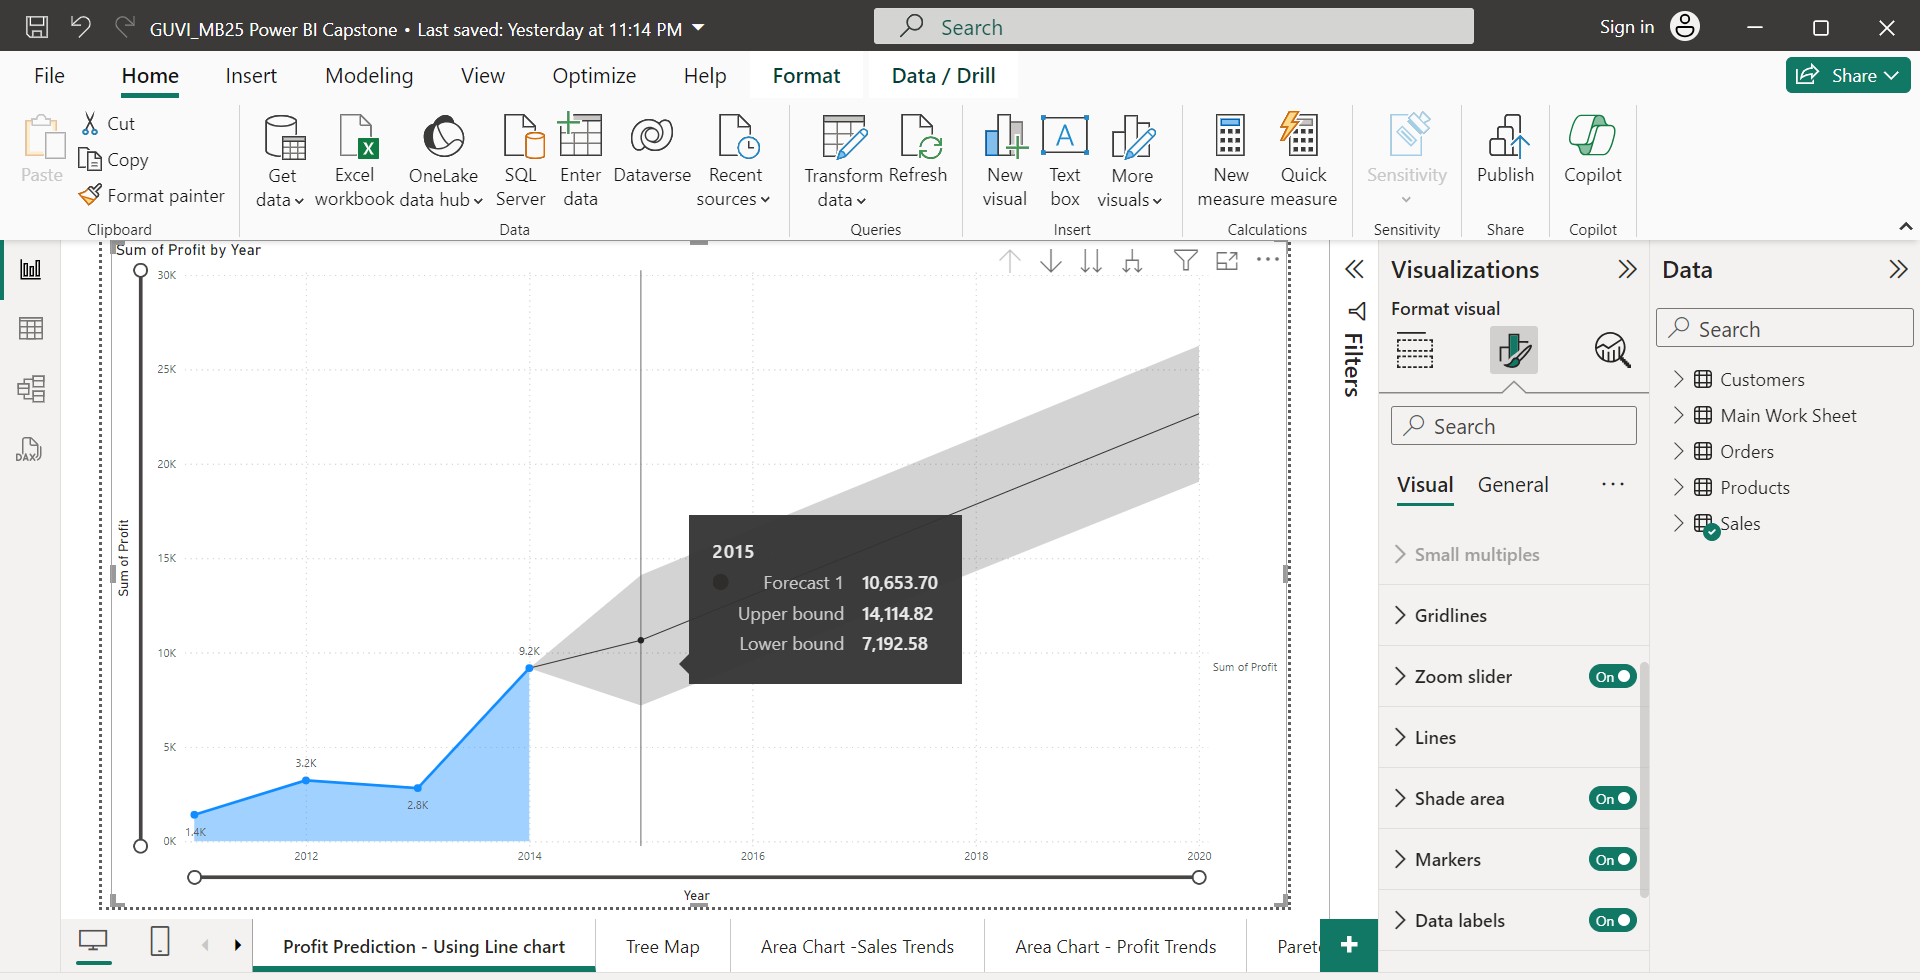 GUVI_MB25 Power BI Capstone • Last saved: Yesterday at 11:14 PM
Search
Sign in
File Home Insert Modeling View Optimize Help Format Data / Drill
Share
Paste
Cut
Copy
Format painter
Clipboard
Get data
Excel workbook
OneLake data hub
SQL Server
Enter data
Dataverse
Recent sources
Data
Transform data
Refresh
Queries
New visual
Text box
More visuals
Insert
New measure
Quick measure
Calculations
Sensitivity
Sensitivity
Publish
Share
Copilot
Copilot
DAX
Sum of Profit by Year
30K
25K
20K
15K
10K
5K
0K
Sum of Profit
1.4K
3.2K
2.8K
9.2K
2015
Forecast 1 10,653.70
Upper bound 14,114.82
Lower bound 7,192.58
Sum of Profit
2012 2014 2016 2018 2020
Year
Filters
Visualizations
Format visual
Search
Visual General
Small multiples
Gridlines
Zoom slider On
Lines
Shade area On
Markers On
Data labels On
Data
Search
Customers
Main Work Sheet
Orders
Products
Sales
Profit Prediction - Using Line chart
Tree Map
Area Chart -Sales Trends
Area Chart - Profit Trends